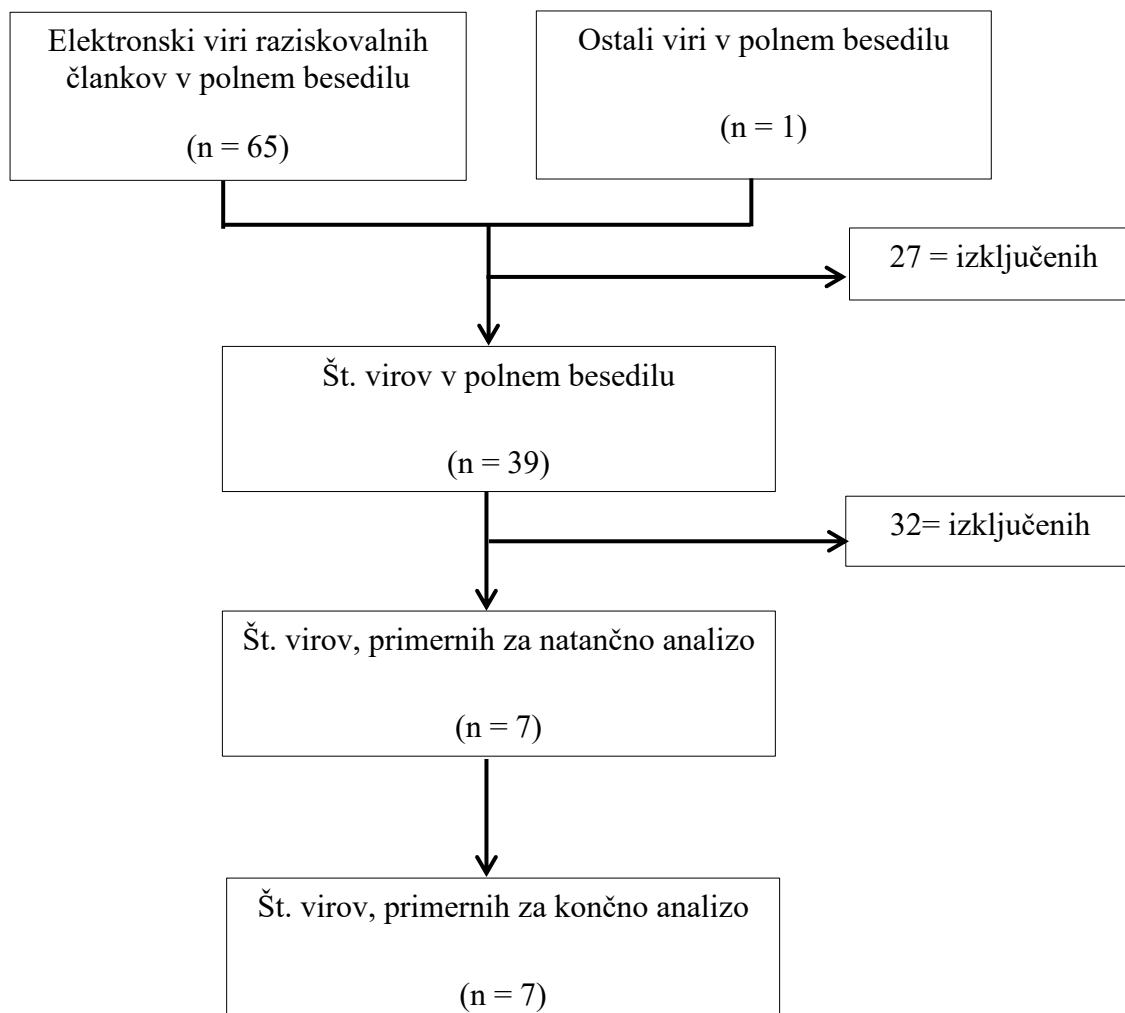 Elektronski viri raziskovalnih
člankov v polnem besedilu
(n = 65)
Ostali viri v polnem besedilu
(n = 1)
27 = izključenih
Št. virov v polnem besedilu
(n = 39)
32= izključenih
Št. virov, primernih za natančno analizo
(n = 7)
Št. virov, primernih za končno analizo
(n = 7)